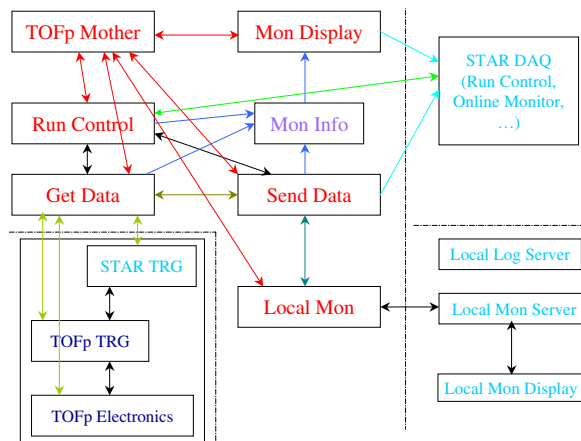 TOFp Mother
Mon Display
STAR DAQ
(Run Control,
Online Monitor,
…)
Run Control
Mon Info
Get Data
Send Data
STAR TRG
Local Log Server
Local Mon
Local Mon Server
TOFp TRG
Local Mon Display
TOFp Electronics